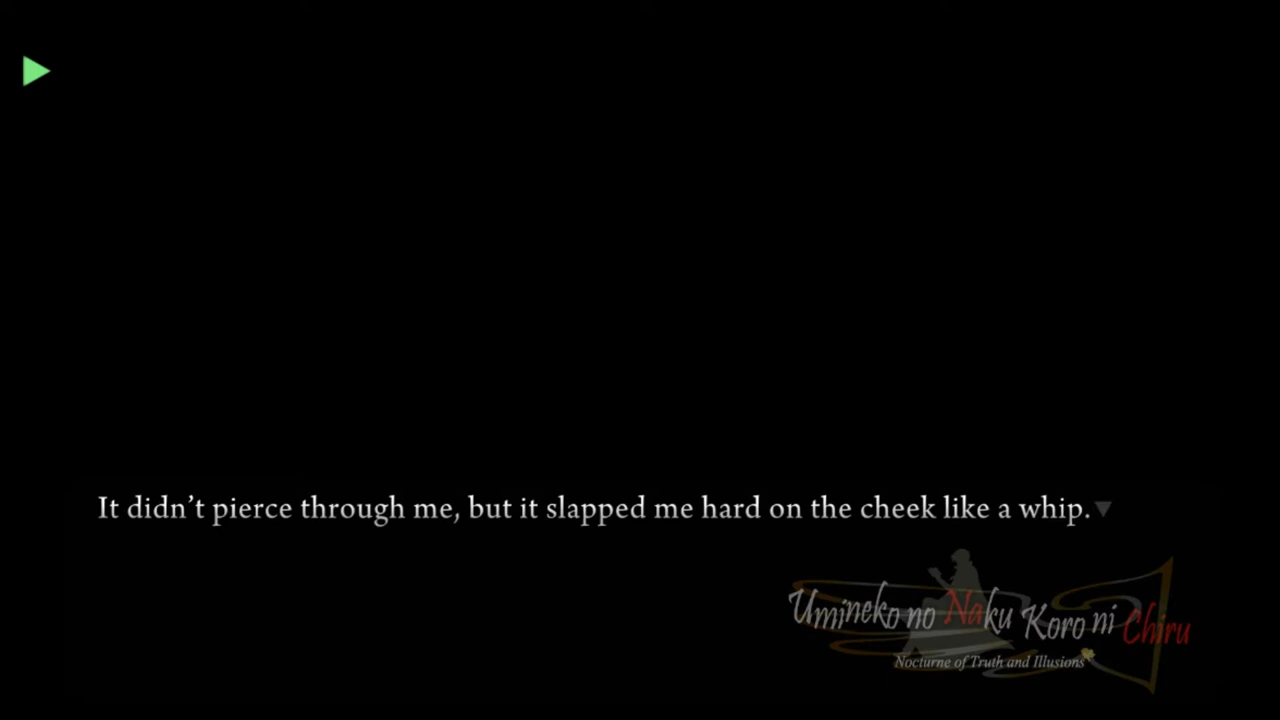 It didn’t pierce through me, but it slapped me hard on the cheek like a whip.
Umineko no Naku Koro ni Chiru
Nocturne of Truth and Illusions